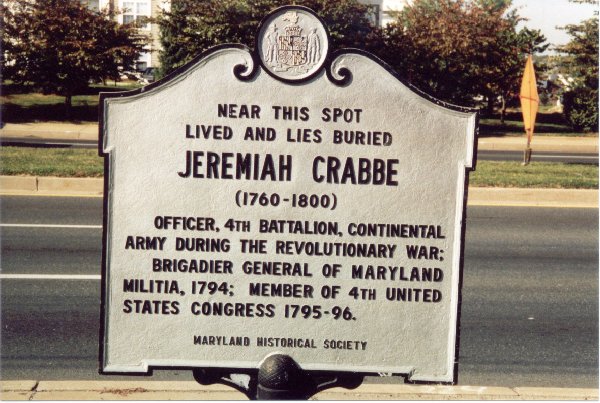 NEAR THIS SPOT
LIVED AND LIES BURIED
JEREMIAH CRABBE
(1760-1800)
OFFICER, 4TH BATTALION, CONTINENTAL
ARMY DURING THE REVOLUTIONARY WAR;
BRIGADIER GENERAL OF MARYLAND
MILITIA, 1794; MEMBER OF 4TH UNITED
STATES CONGRESS 1795-96.
MARYLAND HISTORICAL SOCIETY